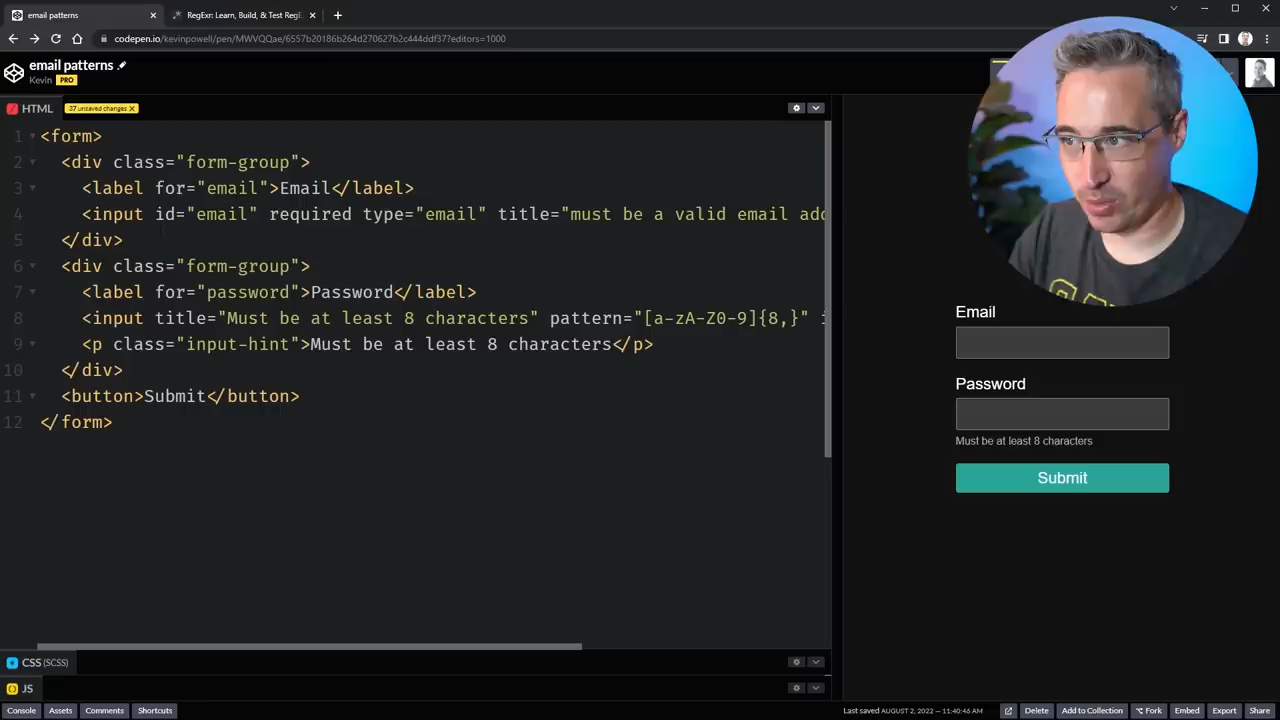 email patterns
RegExr: Learn, Build, & Test RegE
codepen.io/kevinpowell/pen/MWVQQae/6557b20186b264d270627b2c444ddf37?editors=1000
email patterns
Kevin PRO
HTML 37 unsaved changes X
1 <form>
2 <div class="form-group">
3 <label for="email">Email</label>
4 <input id="email" required type="email" title="must be a valid email add
5 </div>
6 <div class="form-group">
7 <label for="password">Password</label>
8 <input title="Must be at least 8 characters" pattern="[a-zA-Z0-9]{8,}" i
9 <p class="input-hint">Must be at least 8 characters</p>
10 </div>
11 <button>Submit</button>
12 </form>
Email
Password
Must be at least 8 characters
Submit
CSS (SCSS)
JS
Console Assets Comments Shortcuts
Last saved AUGUST 2, 2022 — 11:40:46 AM
Delete Add to Collection Fork Embed Export Share